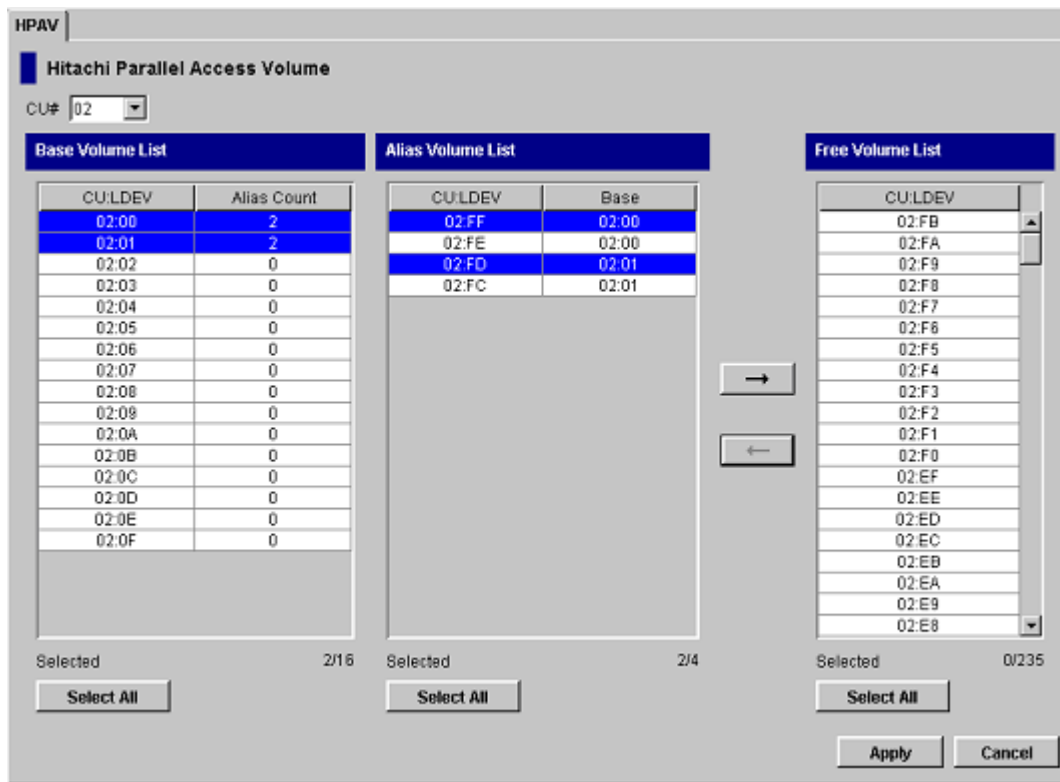 HPAV
Hitachi Parallel Access Volume
CU# 02
Base Volume List
CU:LDEV Alias Count
02:00 2
02:01 2
02:02 0
02:03 0
02:04 0
02:05 0
02:06 0
02:07 0
02:08 0
02:09 0
02:0A 0
02:0B 0
02:0C 0
02:0D 0
02:0E 0
02:0F 0
Selected 2/16
Select All
Alias Volume List
CU:LDEV Base
02:FF 02:00
02:FE 02:00
02:FD 02:01
02:FC 02:01
Selected 2/4
Select All
→
←
Free Volume List
CU:LDEV
02:FB
02:FA
02:F9
02:F8
02:F7
02:F6
02:F5
02:F4
02:F3
02:F2
02:F1
02:F0
02:EF
02:EE
02:ED
02:EC
02:EB
02:EA
02:E9
02:E8
Selected 0/235
Select All
Apply Cancel